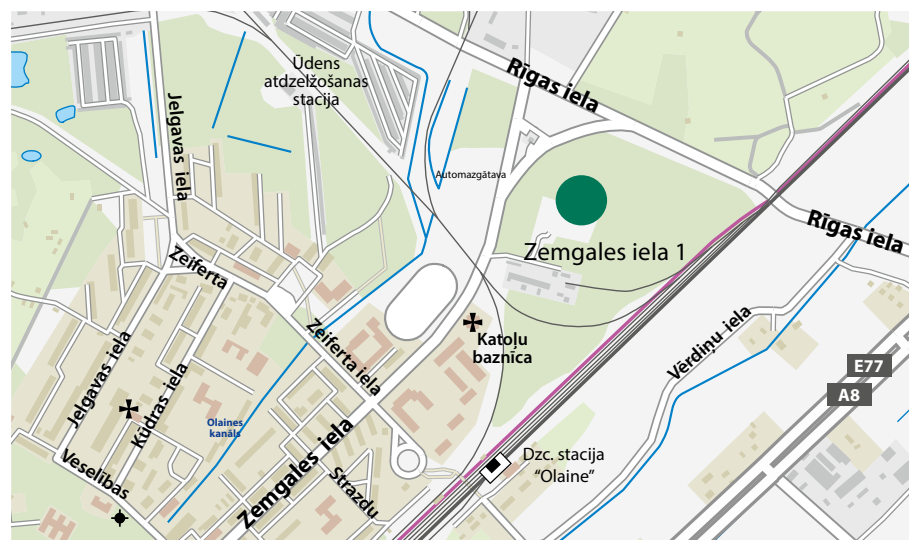 Ūdens
atdzelžošanas
stacija
Rīgas iela
Jelgavas iela
Automazgātava
Rīgas iela
Zemgales iela 1
Zeiferta
Zeiferta iela
Katoļu
baznīca
Vērdiņu iela
E77
A8
Jelgavas iela
Kūdras iela
Olaines
kanāls
Zemgales iela
Strazdu
Veselības
Dzc. stacija
“Olaine”